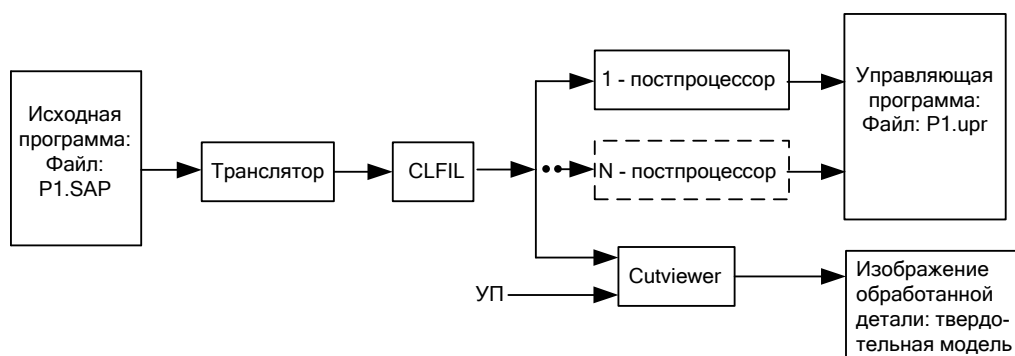 Исходная
программа:
Файл:
P1.SAP
Транслятор
CLFIL
1 - постпроцессор
N - постпроцессор
Управляющая
программа:
Файл: P1.upr
УП
Cutviewer
Изображение
обработанной
детали: твердо-
тельная модель